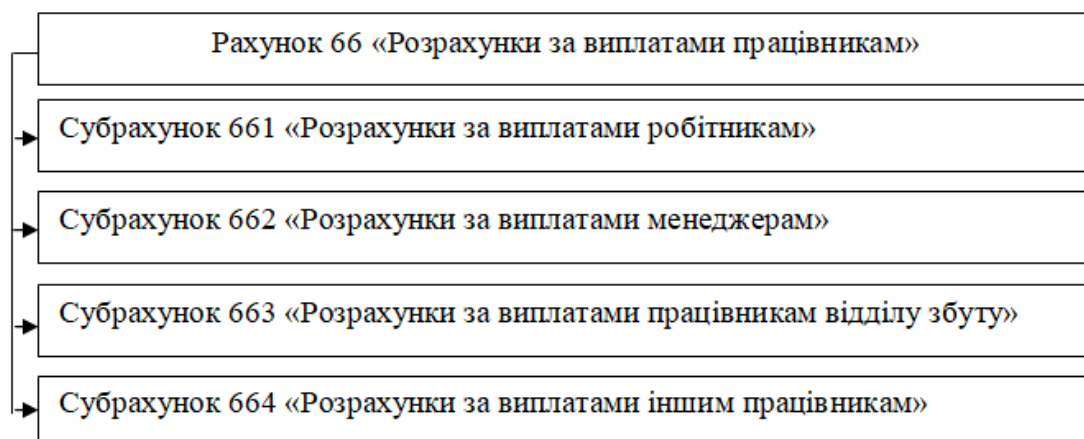 Рахунок 66 «Розрахунки за виплатами працівникам»
Субрахунок 661 «Розрахунки за виплатами робітникам»
Субрахунок 662 «Розрахунки за виплатами менеджерам»
Субрахунок 663 «Розрахунки за виплатами працівникам відділу збуту»
Субрахунок 664 «Розрахунки за виплатами іншим працівникам»